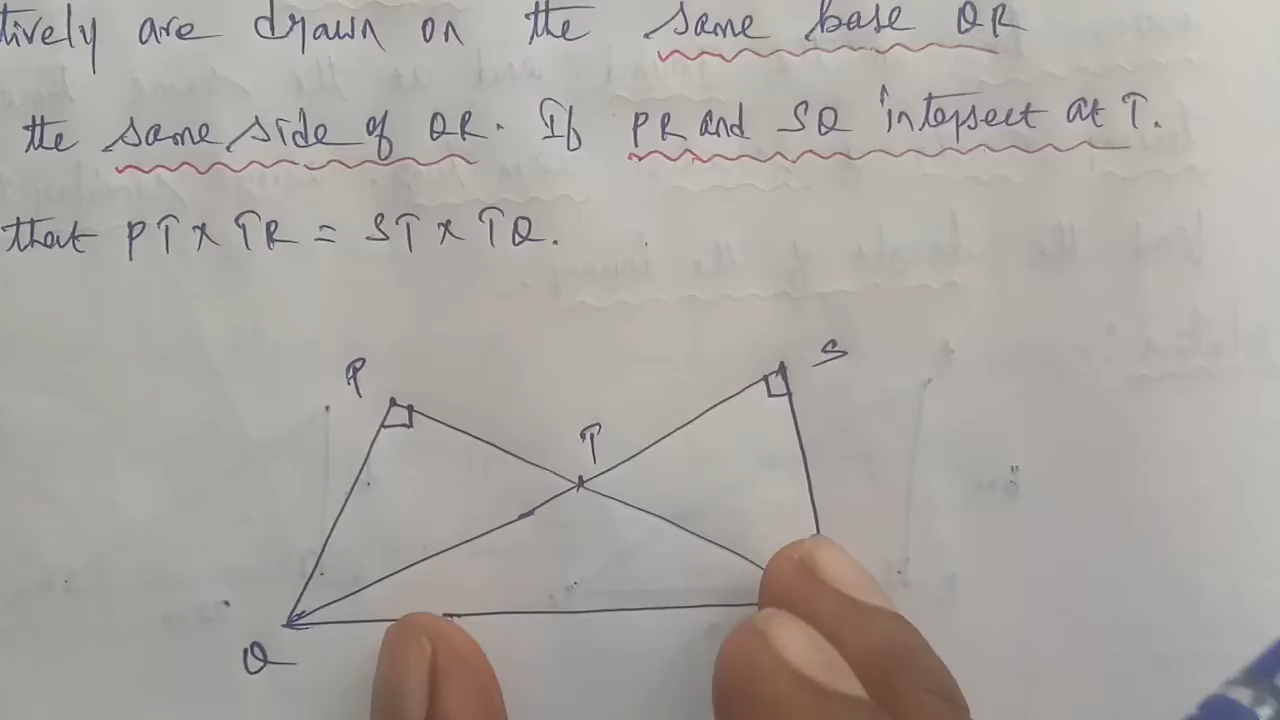 tively are drawn on the same base QR
the same side of QR. If PR and SQ intersect at T.
that PT × TR = ST × TQ.
P
S
T
Q